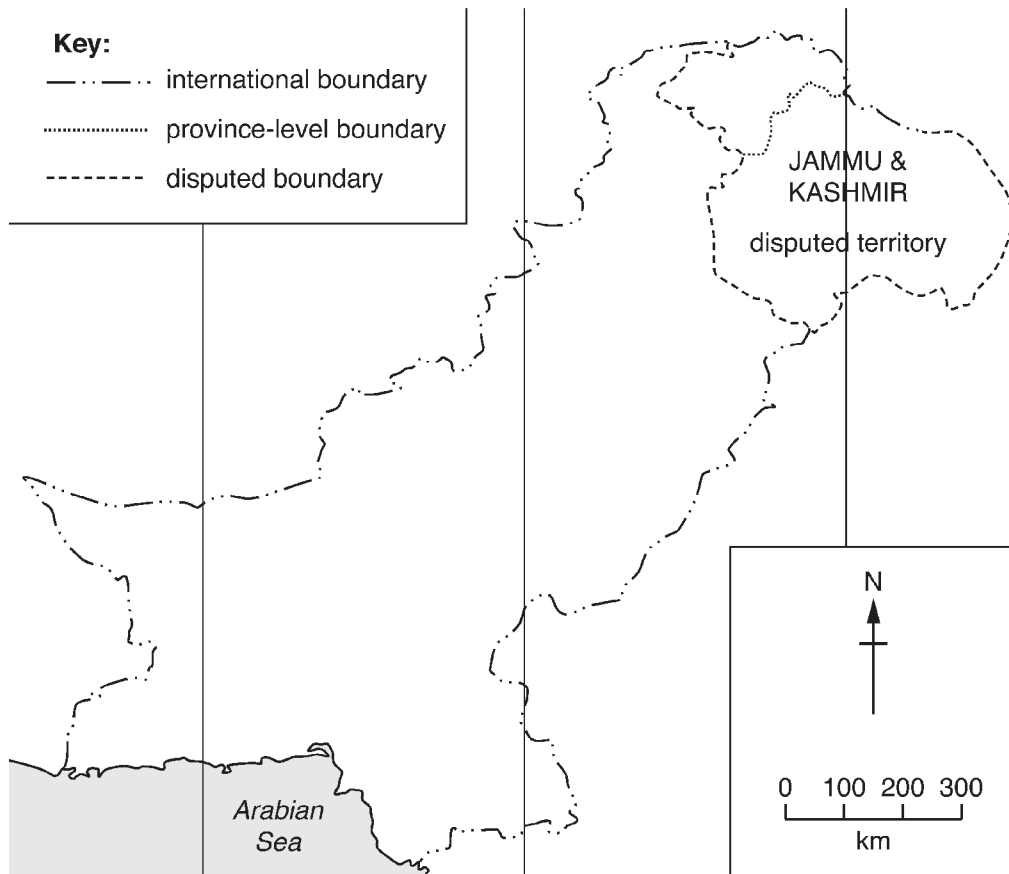 Key:
international boundary
province-level boundary
disputed boundary
JAMMU &
KASHMIR
disputed territory
N
0 100 200 300
km
Arabian
Sea